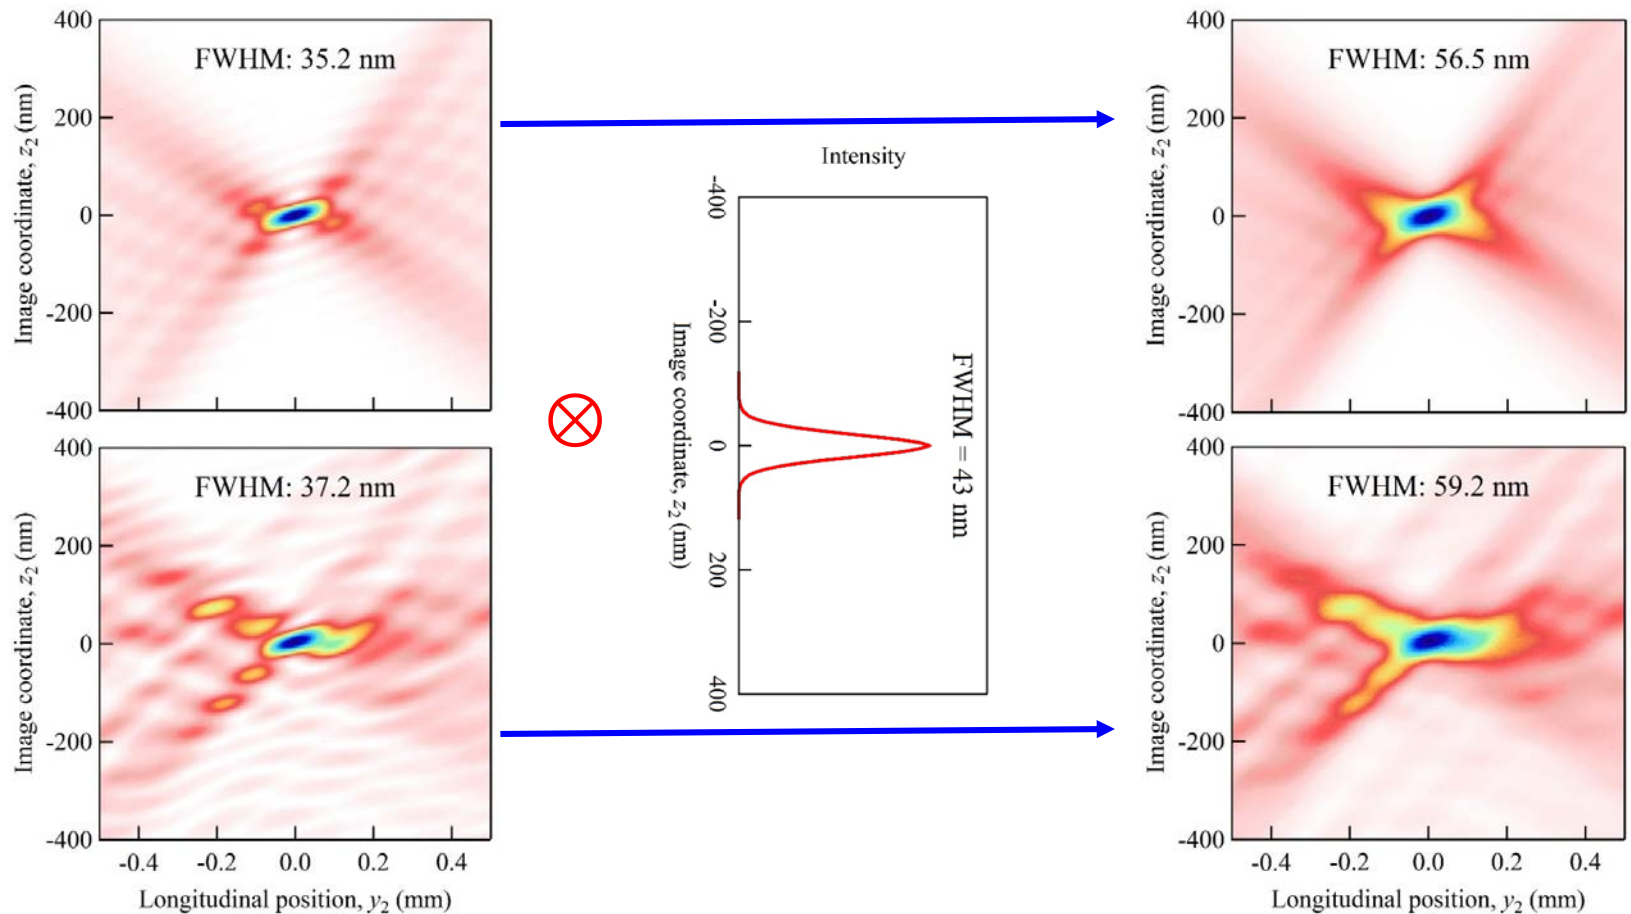 400
200
0
-200
-400
Image coordinate, z2 (nm)
FWHM: 35.2 nm
400
200
0
-200
-400
Image coordinate, z2 (nm)
FWHM: 37.2 nm
-0.4 -0.2 0.0 0.2 0.4
Longitudinal position, y2 (mm)
Intensity
-400
-200
0
200
400
Image coordinate, z2 (nm)
FWHM = 43 nm
400
200
0
-200
-400
Image coordinate, z2 (nm)
FWHM: 56.5 nm
400
200
0
-200
-400
Image coordinate, z2 (nm)
FWHM: 59.2 nm
-0.4 -0.2 0.0 0.2 0.4
Longitudinal position, y2 (mm)